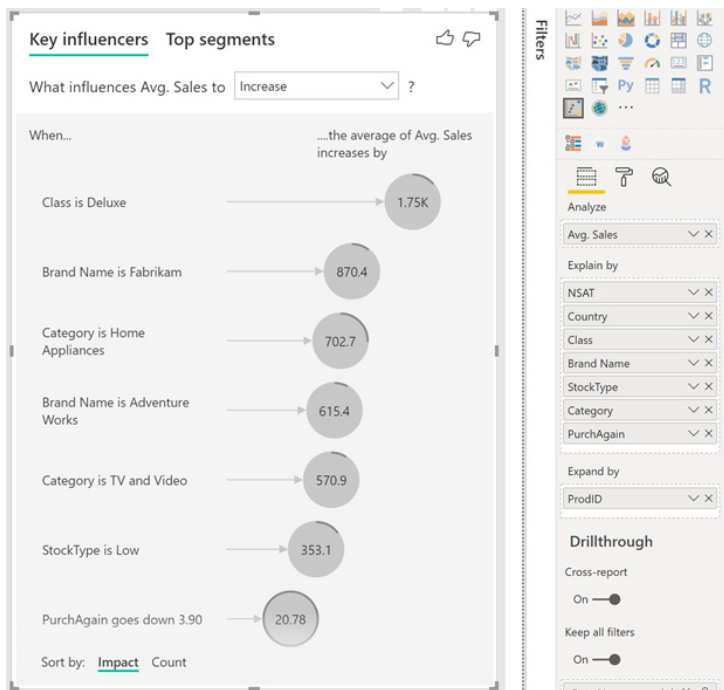 Key influencers Top segments
What influences Avg. Sales to Increase ?
When...
....the average of Avg. Sales
increases by
Class is Deluxe 1.75K
Brand Name is Fabrikam 870.4
Category is Home
Appliances 702.7
Brand Name is Adventure
Works 615.4
Category is TV and Video 570.9
StockType is Low 353.1
PurchAgain goes down 3.90 20.78
Sort by: Impact Count
Filters
Py R
Analyze
Avg. Sales
Explain by
NSAT
Country
Class
Brand Name
StockType
Category
PurchAgain
Expand by
ProdID
Drillthrough
Cross-report
On
Keep all filters
On